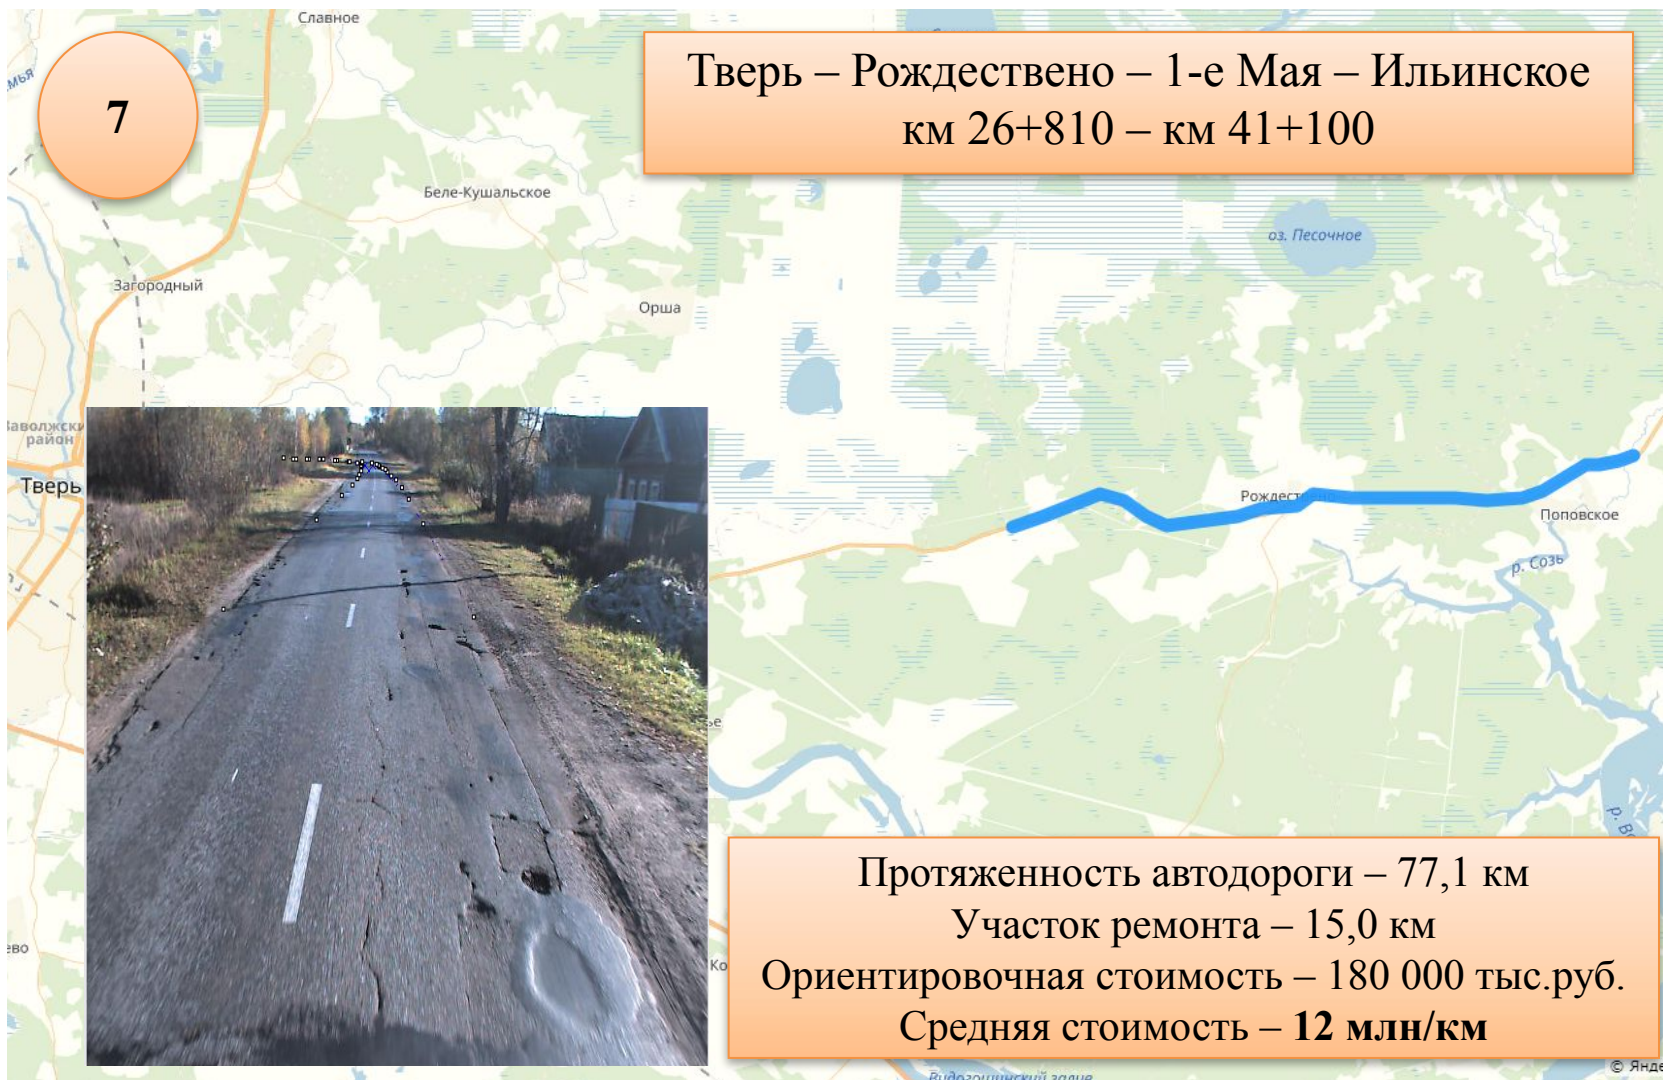 Славное
7
Тверь – Рождествено – 1-е Мая – Ильинское
км 26+810 – км 41+100
Беле-Кушальское
оз. Песочное
Загородный
Орша
район
Тверь
Поповское
р. Созь
Протяженность автодороги – 77,1 км
Участок ремонта – 15,0 км
Ориентировочная стоимость – 180 000 тыс.руб.
Средняя стоимость – 12 млн/км